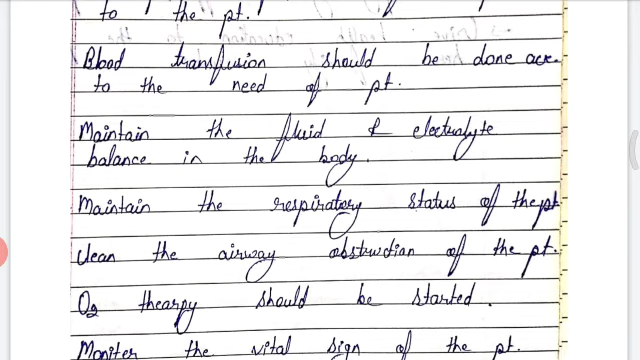 to the pt.
Blood transfusion should be done acc.
to the need of pt.
Maintain the fluid & electrolyte
balance in the body.
Maintain the respiratory status of the pt
clean the airway obstruction of the pt.
O2 thearpy should be started.
Moniter the vital sign of the pt.